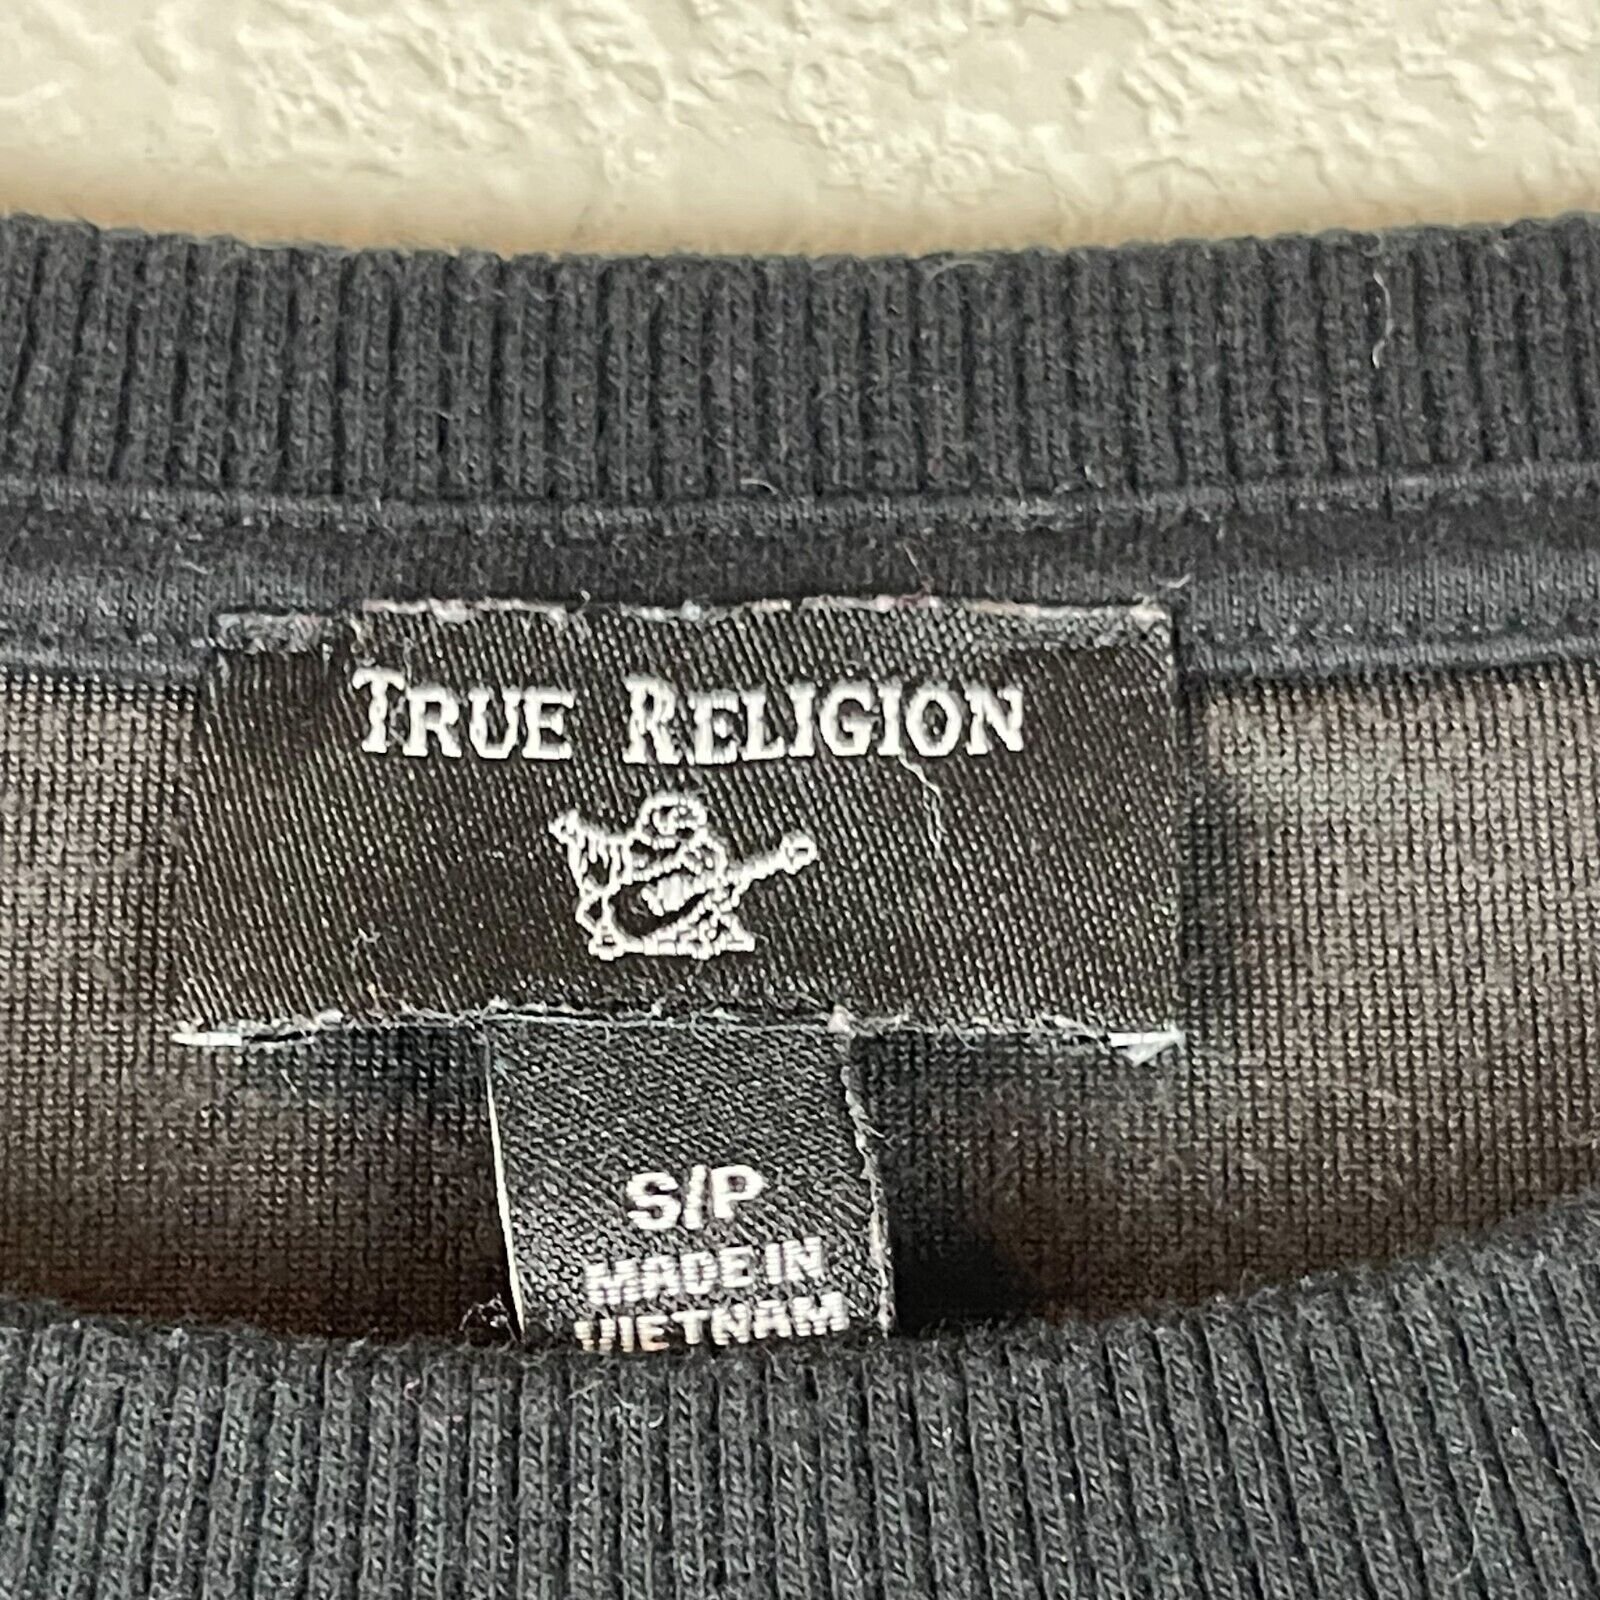 TRUE RELIGION
S/P
MADE IN
VIETNAM